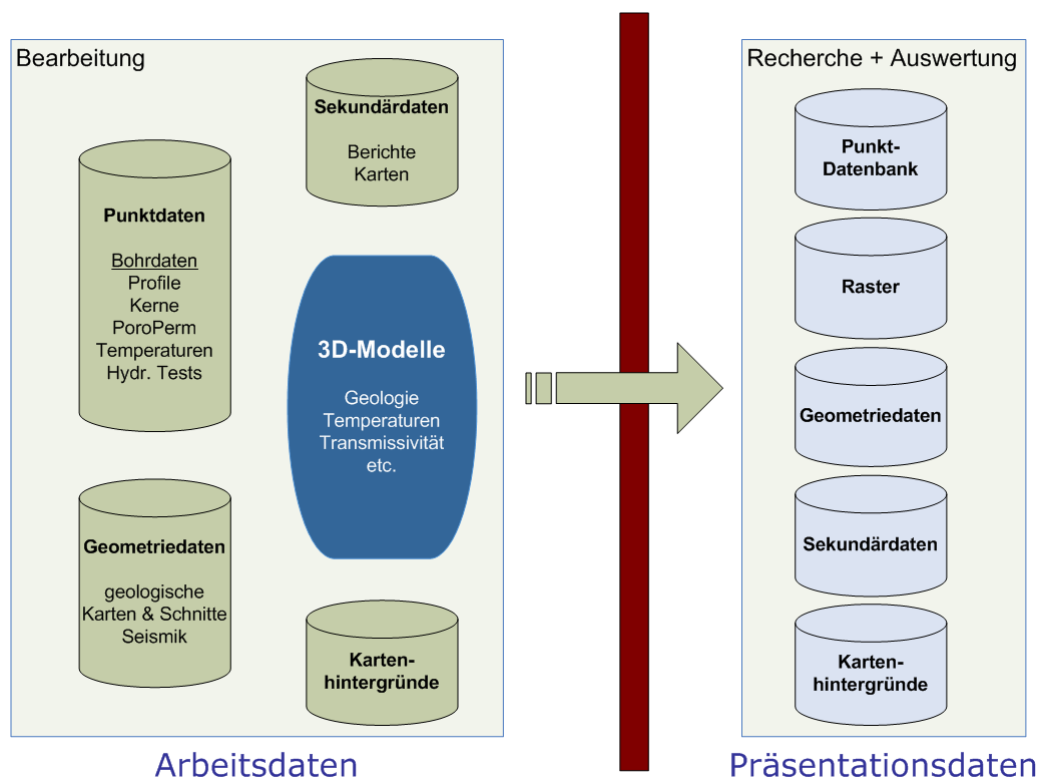 Bearbeitung
Sekundärdaten
Berichte
Karten
Punktdaten
Bohrdaten
Profile
Kerne
PoroPerm
Temperaturen
Hydr. Tests
3D-Modelle
Geologie
Temperaturen
Transmissivität
etc.
Geometriedaten
geologische
Karten & Schnitte
Seismik
Karten-
hintergründe
Arbeitsdaten
Recherche + Auswertung
Punkt-
Datenbank
Raster
Geometriedaten
Sekundärdaten
Karten-
hintergründe
Präsentationsdaten